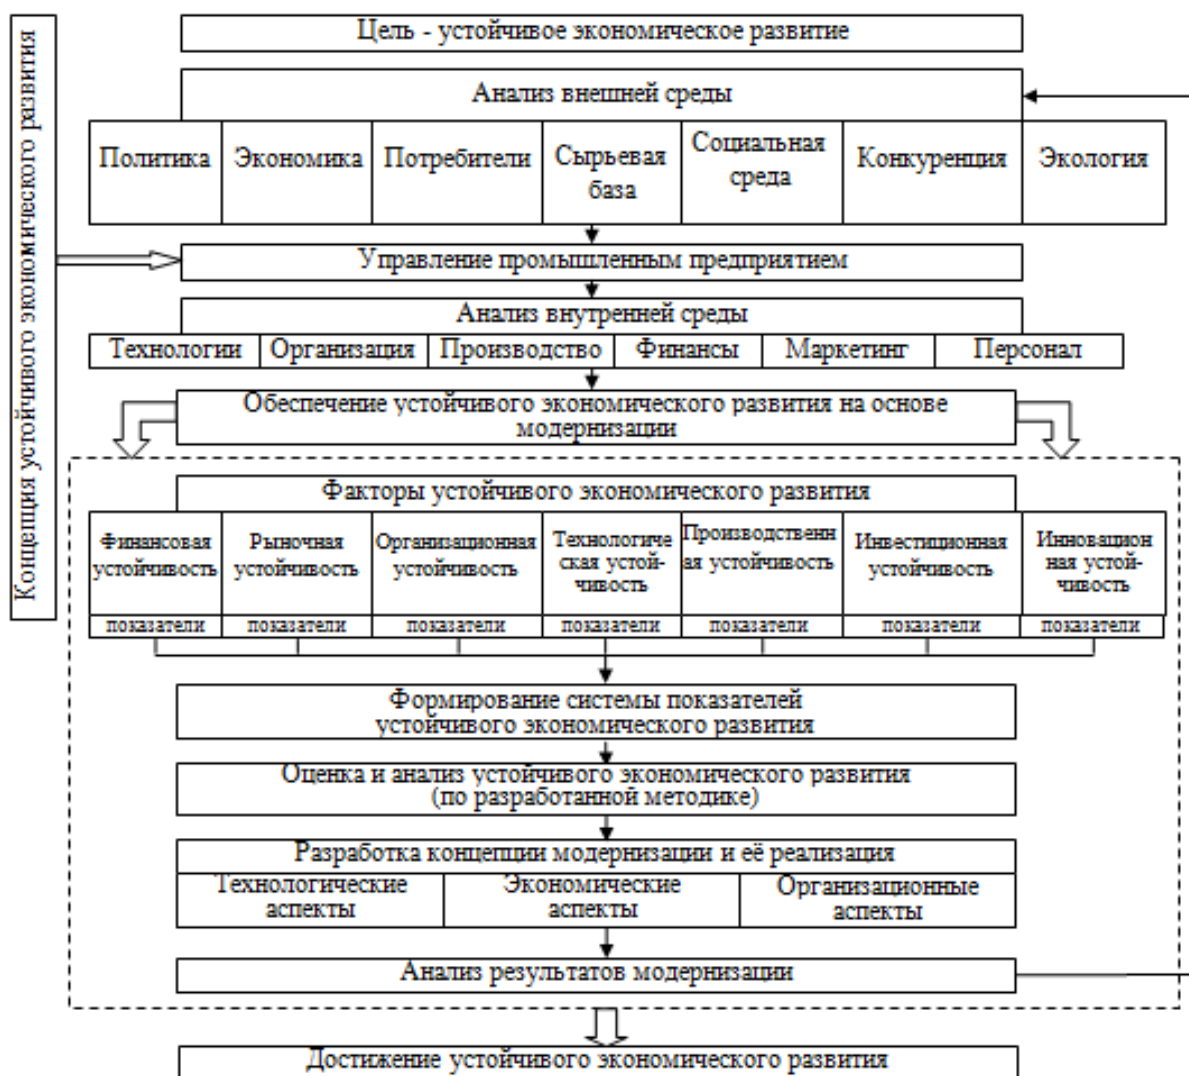 Концепция устойчивого экономического развития
Цель - устойчивое экономическое развитие
Анализ внешней среды
Политика
Экономика
Потребители
Сырьевая
база
Социальная
среда
Конкуренция
Экология
Управление промышленным предприятием
Анализ внутренней среды
Технологии
Организация
Производство
Финансы
Маркетинг
Персонал
Обеспечение устойчивого экономического развития на основе
модернизации
Факторы устойчивого экономического развития
Финансовая
устойчивость
Рыночная
устойчивость
Организационная
устойчивость
Технологиче
ская устой-
чивость
Производственн
ая устойчивость
Инвестиционная
устойчивость
Инновацион
ная устой-
чивость
показатели
показатели
показатели
показатели
показатели
показатели
показатели
Формирование системы показателей
устойчивого экономического развития
Оценка и анализ устойчивого экономического развития
(по разработанной методике)
Разработка концепции модернизации и её реализация
Технологические
аспекты
Экономические
аспекты
Организационные
аспекты
Анализ результатов модернизации
Достижение устойчивого экономического развития